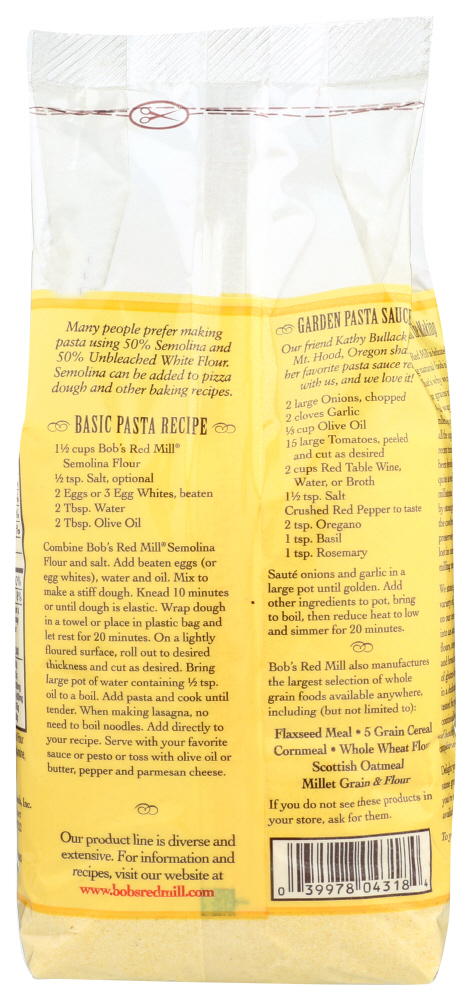 Many people prefer making
pasta using 50% Semolina and
50% Unbleached White Flour.
Semolina can be added to pizza
dough and other baking recipes.
BASIC PASTA RECIPE
1½ cups Bob's Red Mill®
Semolina Flour
½ tsp. Salt, optional
2 Eggs or 3 Egg Whites, beaten
2 Tbsp. Water
2 Tbsp. Olive Oil
Combine Bob's Red Mill® Semolina
Flour and salt. Add beaten eggs (or
egg whites), water and oil. Mix to
make a stiff dough. Knead 10 minutes
or until dough is elastic. Wrap dough
in a towel or place in plastic bag and
let rest for 20 minutes. On a lightly
floured surface, roll out to desired
thickness and cut as desired. Bring
large pot of water containing ½ tsp.
oil to a boil. Add pasta and cook until
tender. When making lasagna, no
need to boil noodles. Add directly to
your recipe. Serve with your favorite
sauce or pesto or toss with olive oil or
butter, pepper and parmesan cheese.
Our product line is diverse and
extensive. For information and
recipes, visit our website at
www.bobsredmill.com
GARDEN PASTA SAUC
Our friend Kathy Bullack
Mt. Hood, Oregon sha
her favorite pasta sauce re
with us, and we love it!
2 large Onions, chopped
2 cloves Garlic
⅓ cup Olive Oil
15 large Tomatoes, peeled
and cut as desired
2 cups Red Table Wine,
Water, or Broth
1½ tsp. Salt
Crushed Red Pepper to taste
2 tsp. Oregano
1 tsp. Basil
1 tsp. Rosemary
Sauté onions and garlic in a
large pot until golden. Add
other ingredients to pot, bring
to boil, then reduce heat to low
and simmer for 20 minutes.
Bob's Red Mill also manufactures
the largest selection of whole
grain foods available anywhere,
including (but not limited to):
Flaxseed Meal • 5 Grain Cereal
Cornmeal • Whole Wheat Flour
Scottish Oatmeal
Millet Grain & Flour
If you do not see these products in
your store, ask for them.
0 39978 04318 4